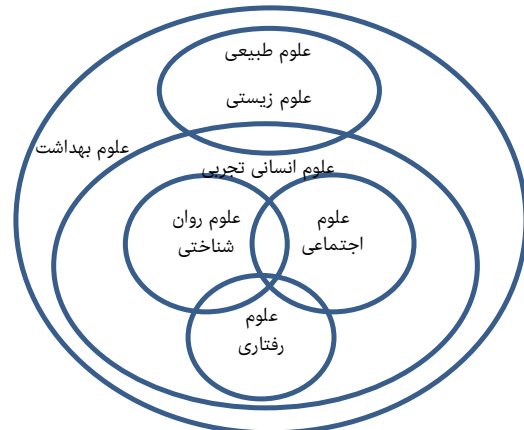 علوم طبیعی
علوم زیستی
علوم بهداشت
علوم انسانی تجربی
علوم روان
شناختی
علوم
اجتماعی
علوم
رفتاری